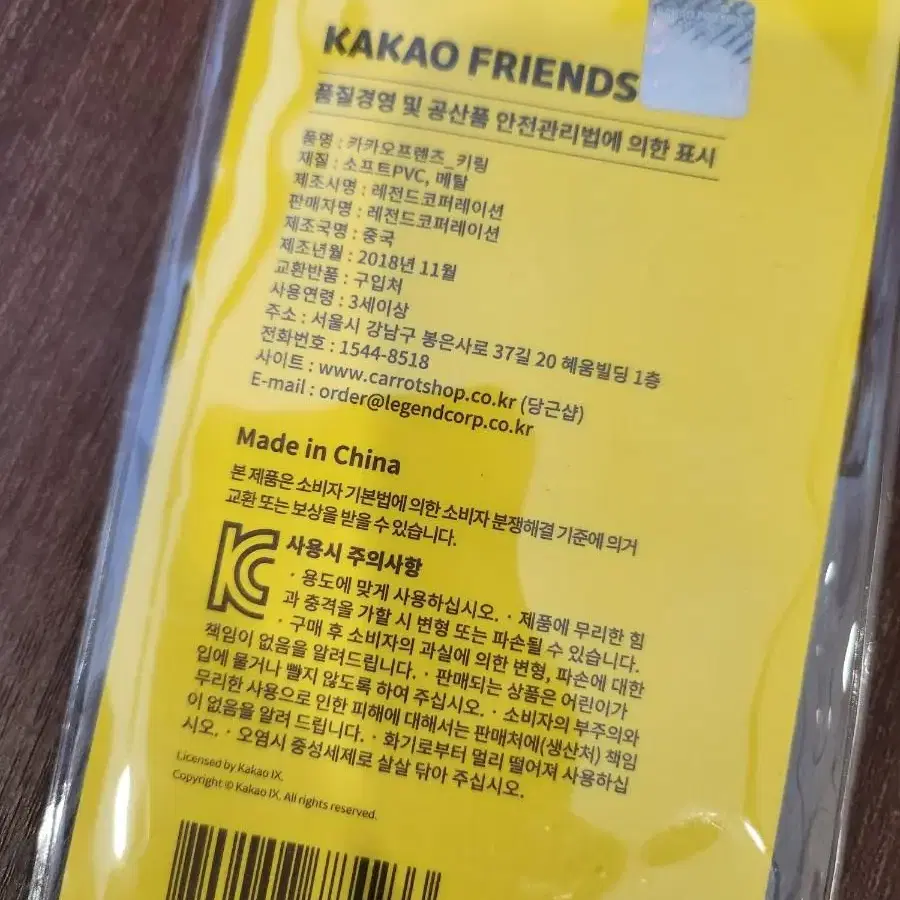 KAKAO FRIENDS
품질경영 및 공산품 안전관리법에 의한 표시
품명 : 카카오프렌즈_키링
재질 : 소프트PVC, 메탈
제조사명 : 레전드코퍼레이션
판매자명 : 레전드코퍼레이션
제조국명 : 중국
제조년월 : 2018년 11월
교환반품 : 구입처
사용연령 : 3세이상
주소 : 서울시 강남구 봉은사로 37길 20 혜움빌딩 1층
전화번호 : 1544-8518
사이트 : www.carrotshop.co.kr (당근샵)
E-mail : order@legendcorp.co.kr
Made in China
본 제품은 소비자 기본법에 의한 소비자 분쟁해결 기준에 의거
교환 또는 보상을 받을 수 있습니다.
사용시 주의사항
· 용도에 맞게 사용하십시오. · 제품에 무리한 힘
과 충격을 가할 시 변형 또는 파손될 수 있습니다.
· 구매 후 소비자의 과실에 의한 변형, 파손에 대한
책임이 없음을 알려드립니다. · 판매되는 상품은 어린이가
입에 물거나 빨지 않도록 하여 주십시오. · 소비자의 부주의와
무리한 사용으로 인한 피해에 대해서는 판매처에(생산처) 책임
이 없음을 알려 드립니다. · 화기로부터 멀리 떨어져 사용하십
시오. · 오염시 중성세제로 살살 닦아 주십시오.
Licensed by Kakao IX.
Copyright © Kakao IX. All rights reserved.